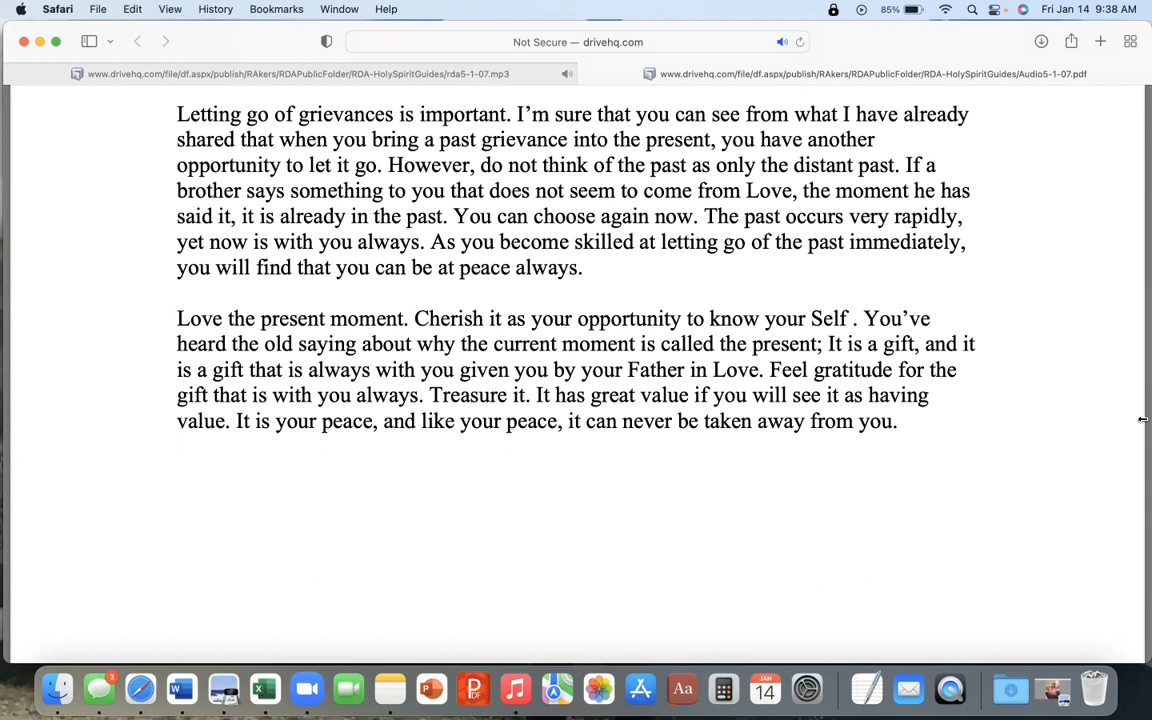 Safari File Edit View History Bookmarks Window Help 85% Fri Jan 14 9:38 AM
Not Secure — drivehq.com
www.drivehq.com/file/df.aspx/publish/RAkers/RDAPublicFolder/RDA-HolySpiritGuides/rda5-1-07.mp3
www.drivehq.com/file/df.aspx/publish/RAkers/RDAPublicFolder/RDA-HolySpiritGuides/Audio5-1-07.pdf
Letting go of grievances is important. I’m sure that you can see from what I have already
shared that when you bring a past grievance into the present, you have another
opportunity to let it go. However, do not think of the past as only the distant past. If a
brother says something to you that does not seem to come from Love, the moment he has
said it, it is already in the past. You can choose again now. The past occurs very rapidly,
yet now is with you always. As you become skilled at letting go of the past immediately,
you will find that you can be at peace always.
Love the present moment. Cherish it as your opportunity to know your Self . You’ve
heard the old saying about why the current moment is called the present; It is a gift, and it
is a gift that is always with you given you by your Father in Love. Feel gratitude for the
gift that is with you always. Treasure it. It has great value if you will see it as having
value. It is your peace, and like your peace, it can never be taken away from you.
3
W
X
P
PDF
Aa
JAN
14